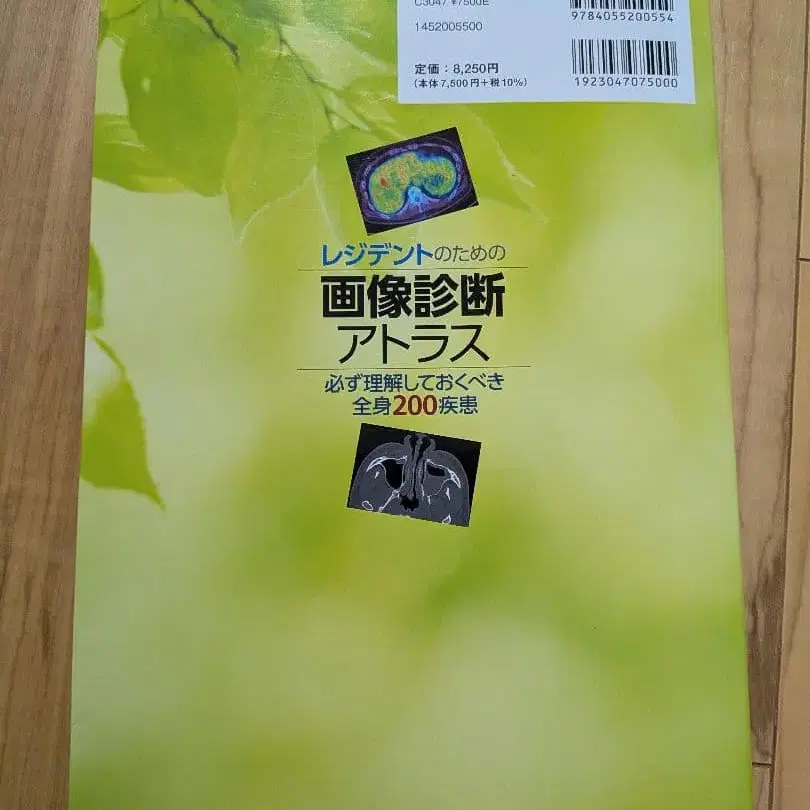 C3047 ¥7500E
9784055200554
1452005500
定価：8,250円
（本体7,500円＋税10％）
1923047075000
レジデントのための
画像診断
アトラス
必ず理解しておくべき
全身200疾患